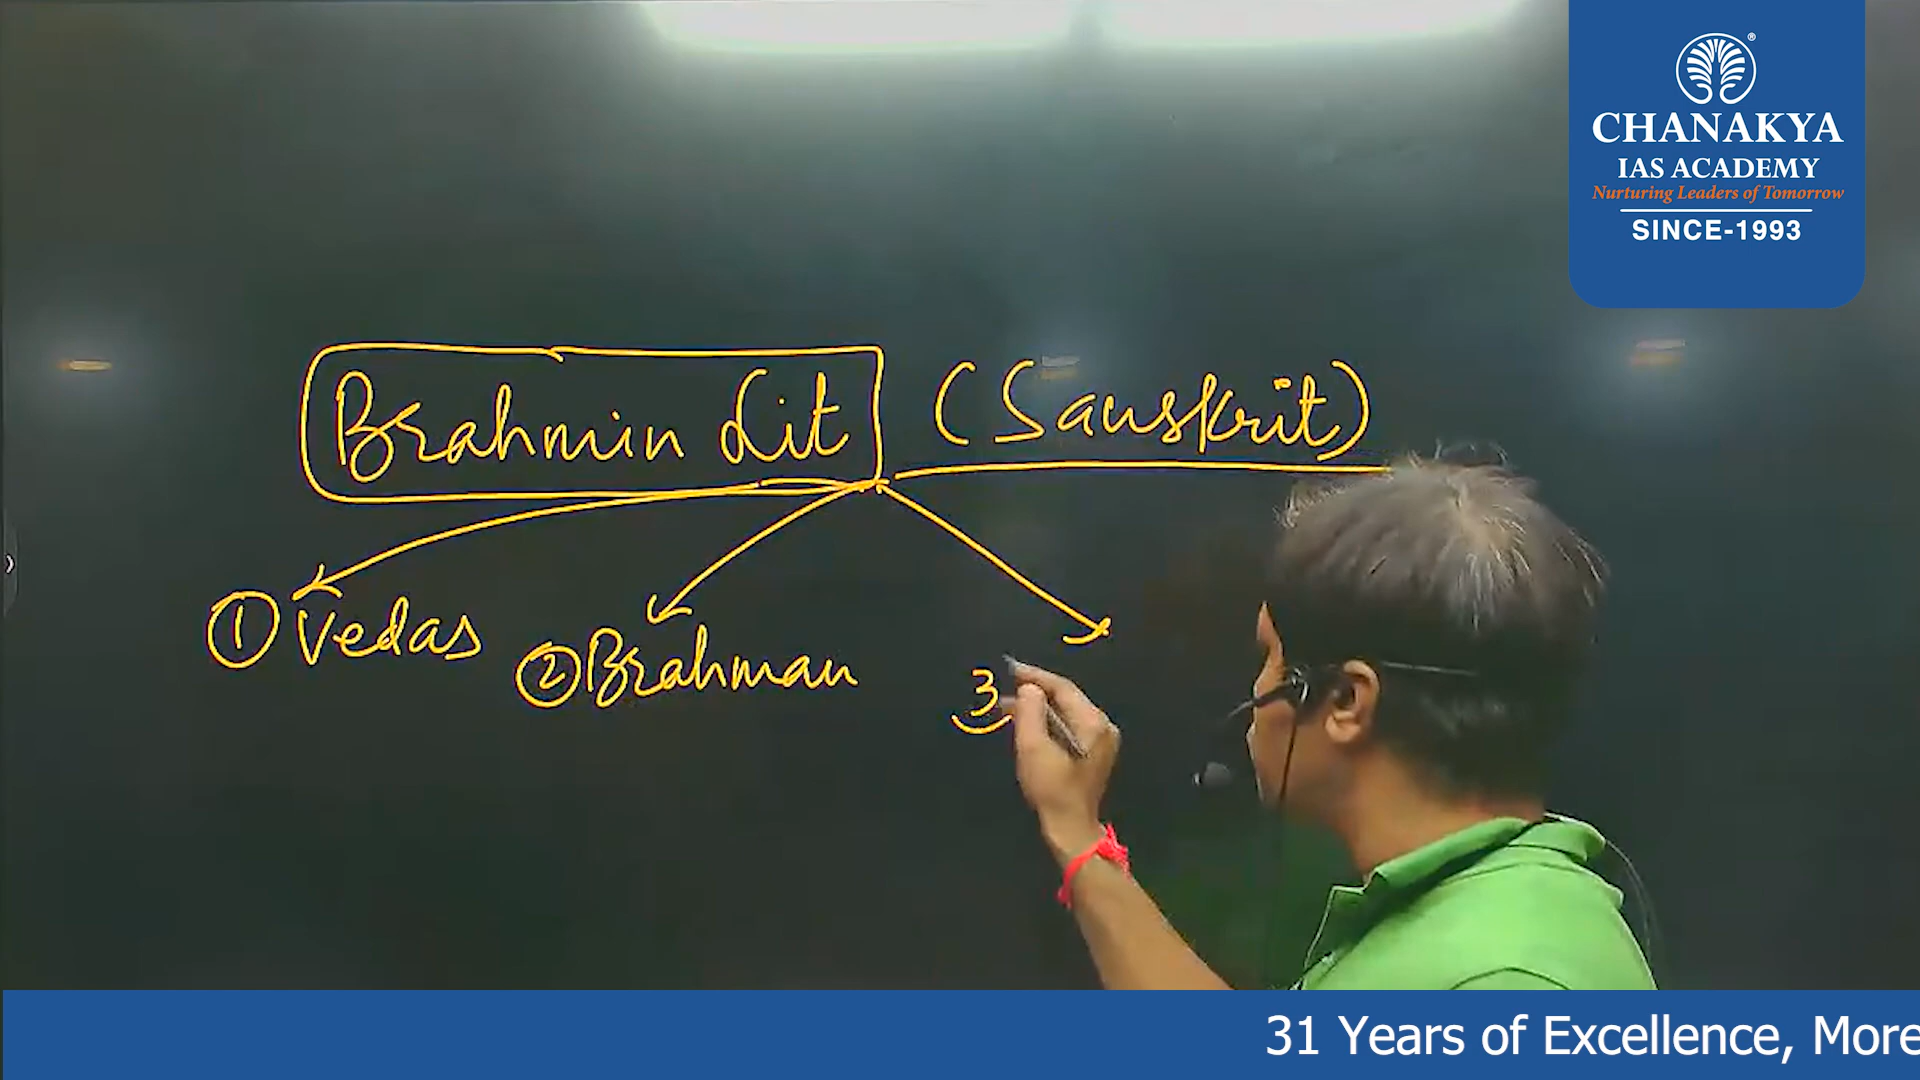 CHANAKYA
IAS ACADEMY
Nurturing Leaders of Tomorrow
SINCE-1993
Brahmin Lit (Sanskrit)
① Vedas
② Brahman
3
31 Years of Excellence, More